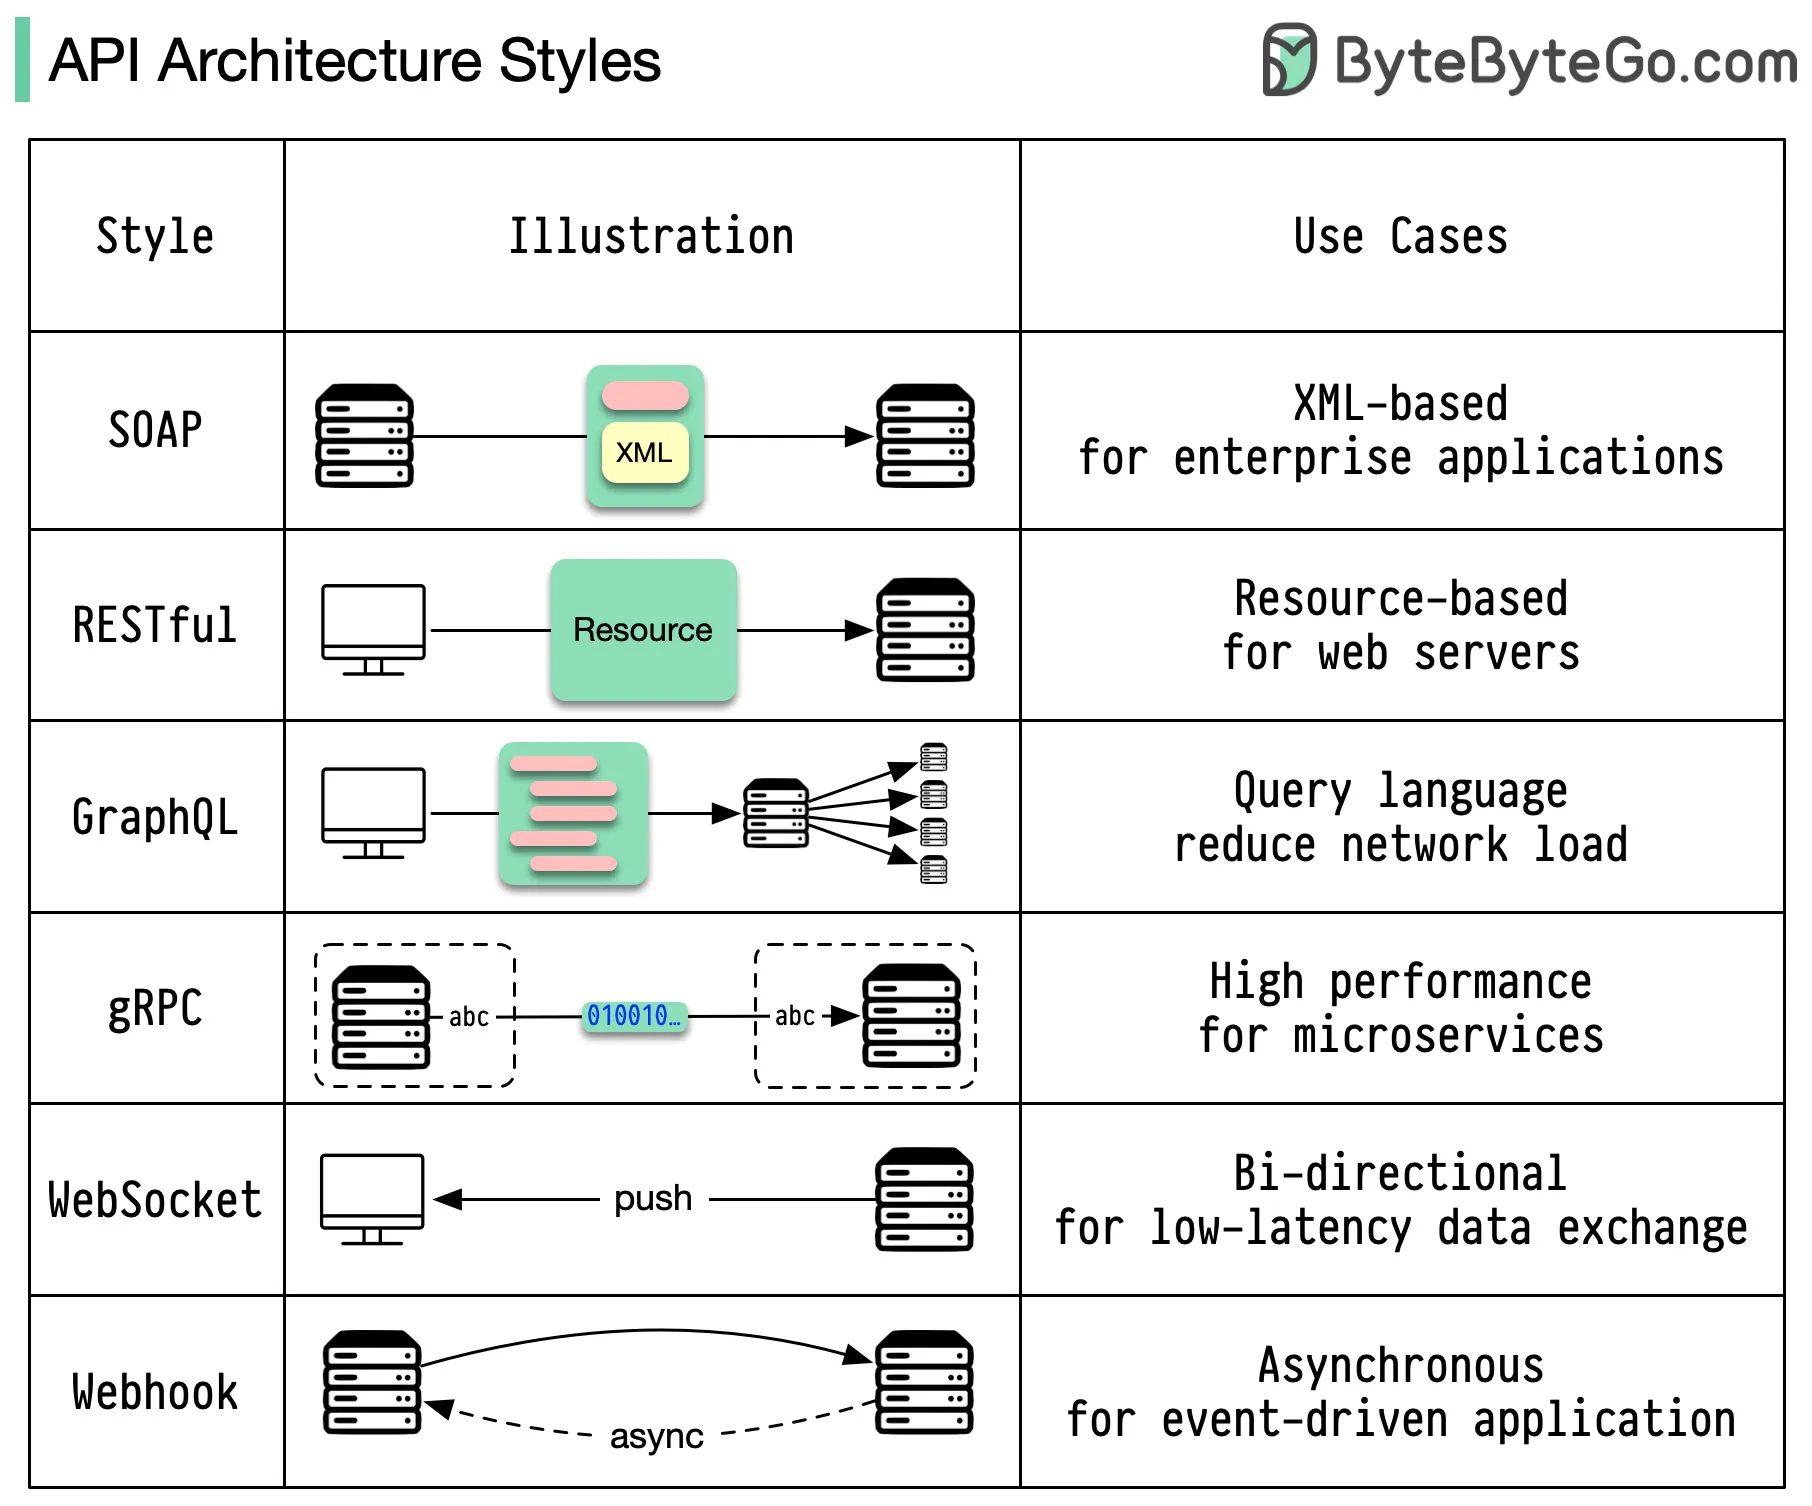 API Architecture Styles
ByteByteGo.com
Style
Illustration
Use Cases
SOAP
XML
XML-based
for enterprise applications
RESTful
Resource
Resource-based
for web servers
GraphQL
Query language
reduce network load
gRPC
abc
010010…
abc
High performance
for microservices
WebSocket
push
Bi-directional
for low-latency data exchange
Webhook
async
Asynchronous
for event-driven application